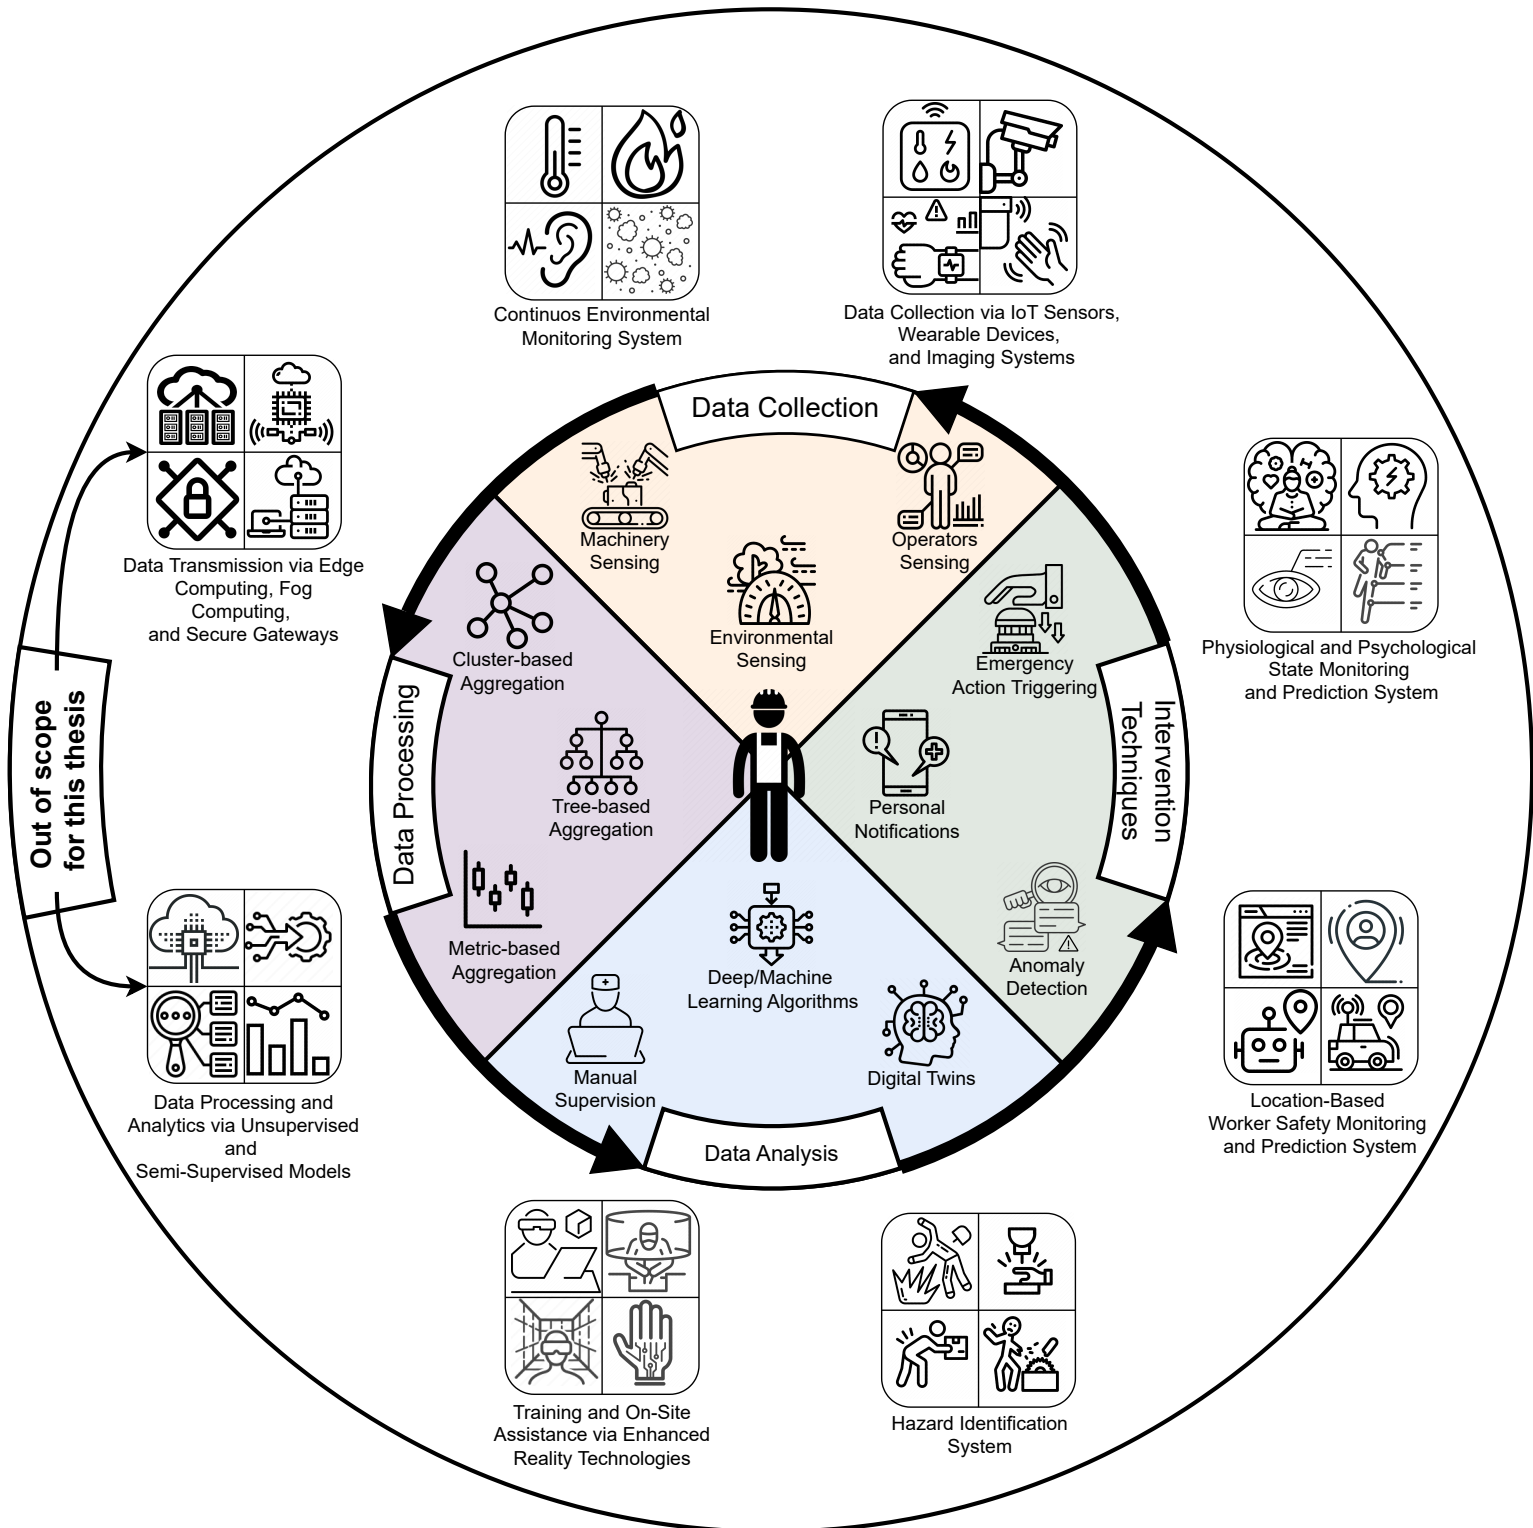 Continuos Environmental
Monitoring System
Data Collection via IoT Sensors,
Wearable Devices,
and Imaging Systems
Data Transmission via Edge
Computing, Fog
Computing,
and Secure Gateways
Physiological and Psychological
State Monitoring
and Prediction System
Out of scope
for this thesis
Data Processing and
Analytics via Unsupervised
and
Semi-Supervised Models
Location-Based
Worker Safety Monitoring
and Prediction System
Training and On-Site
Assistance via Enhanced
Reality Technologies
Hazard Identification
System
Data Collection
Machinery
Sensing
Operators
Sensing
Environmental
Sensing
Data Processing
Cluster-based
Aggregation
Tree-based
Aggregation
Metric-based
Aggregation
Data Analysis
Manual
Supervision
Deep/Machine
Learning Algorithms
Digital Twins
Intervention
Techniques
Emergency
Action Triggering
Personal
Notifications
Anomaly
Detection